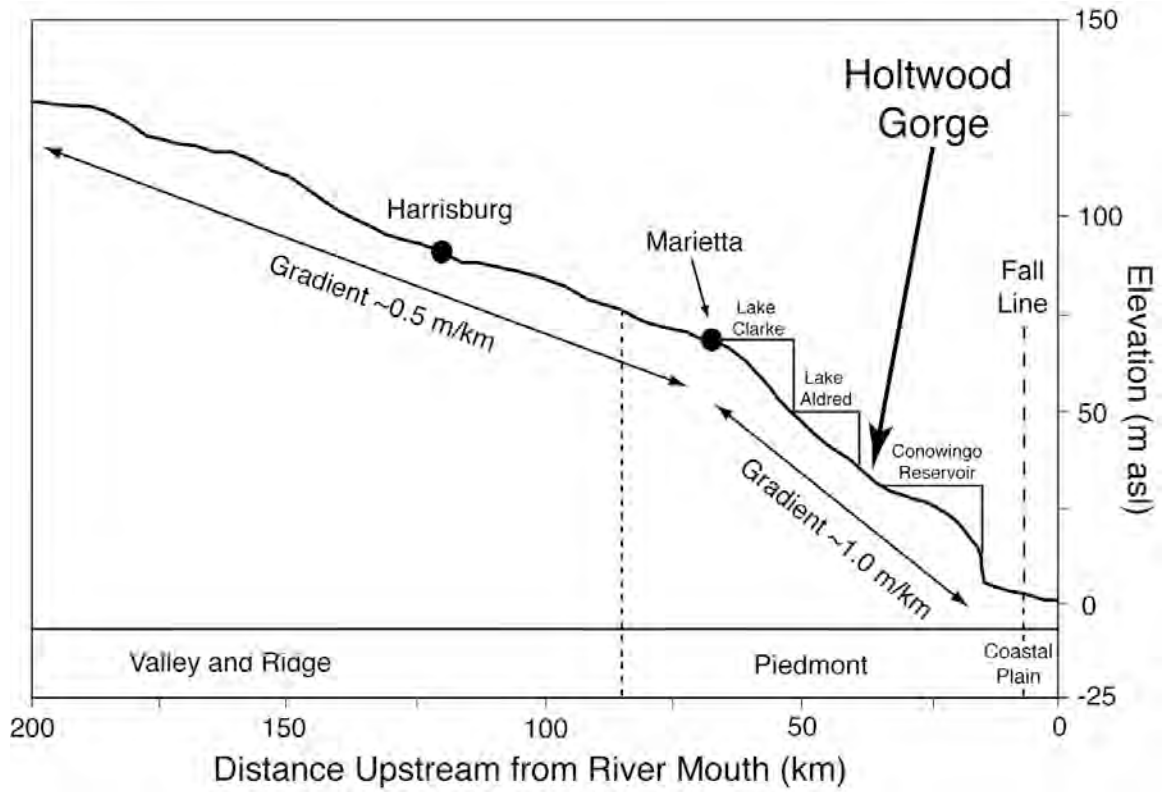 150
Holtwood
Gorge
Harrisburg
100
Marietta
Fall
Line
Gradient ~0.5 m/km
Lake
Clarke
Lake
Aldred
50
Conowingo
Reservoir
Gradient ~1.0 m/km
Elevation (m asl)
0
Valley and Ridge
Piedmont
Coastal
Plain
-25
200
150
100
50
0
Distance Upstream from River Mouth (km)